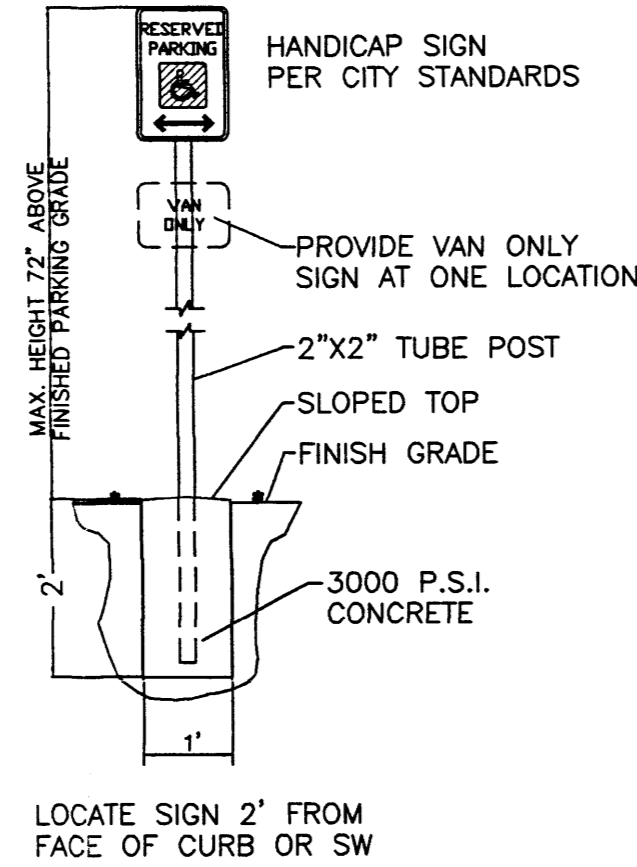 RESERVED
PARKING
HANDICAP SIGN
PER CITY STANDARDS
VAN
ONLY
MAX. HEIGHT 72" ABOVE
FINISHED PARKING GRADE
PROVIDE VAN ONLY
SIGN AT ONE LOCATION
2"X2" TUBE POST
SLOPED TOP
FINISH GRADE
2'
3000 P.S.I.
CONCRETE
1'
LOCATE SIGN 2' FROM
FACE OF CURB OR SW